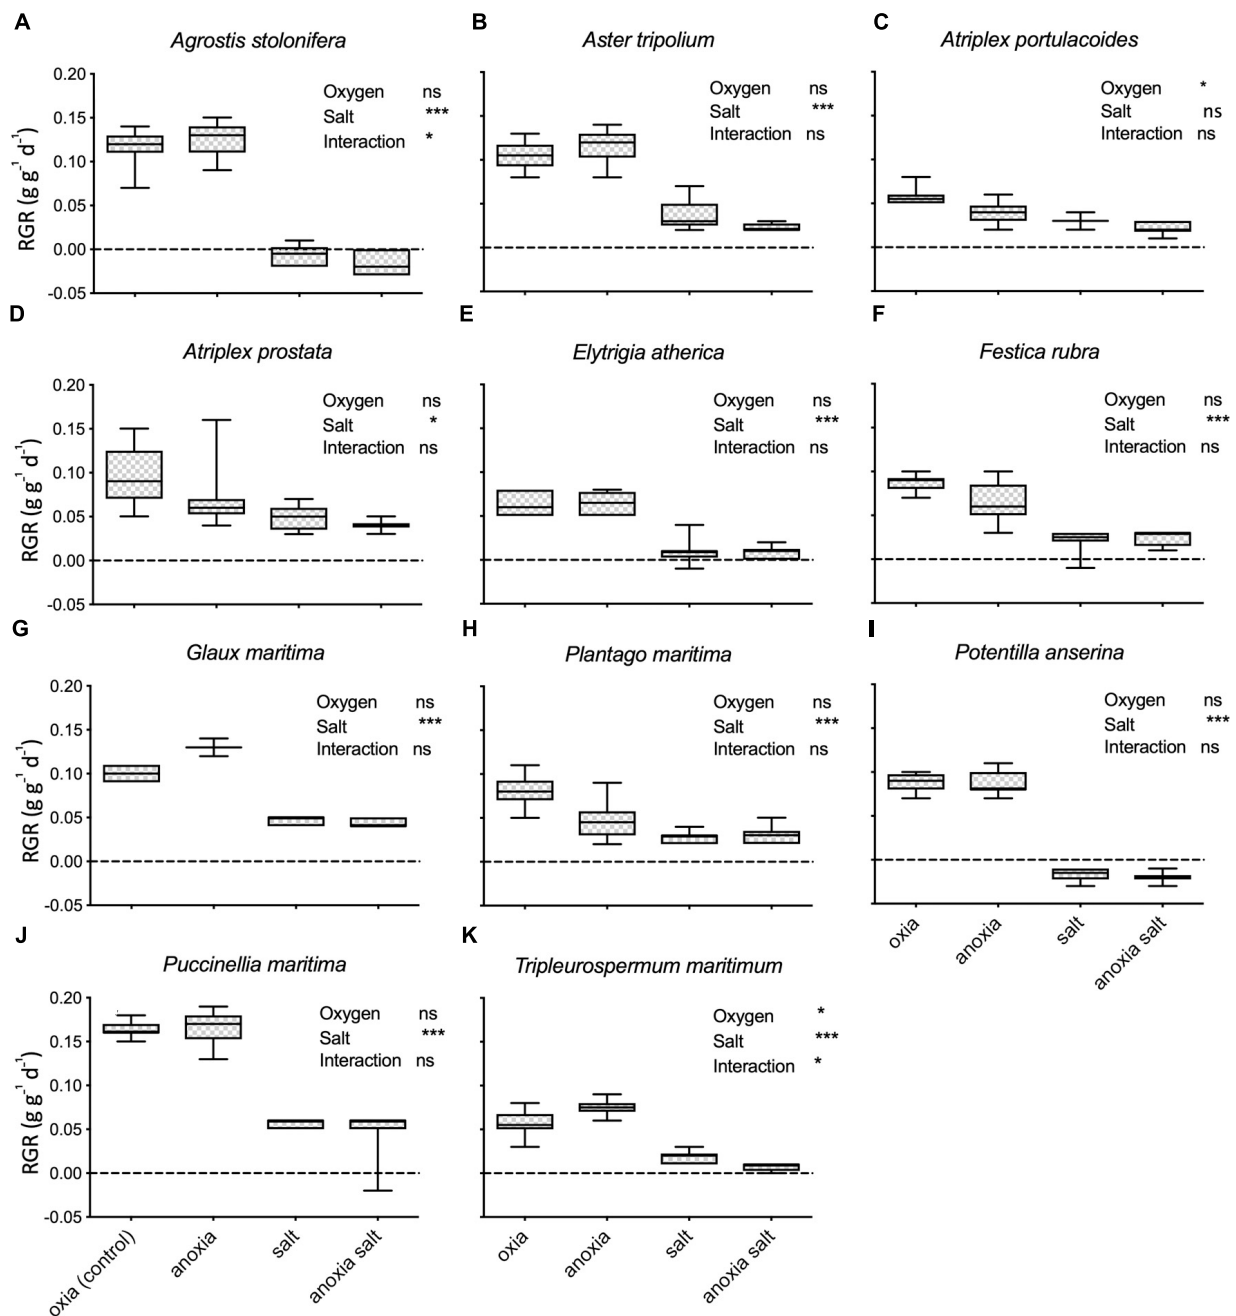 A
Agrostis stolonifera
Oxygen ns
Salt ***
Interaction *
RGR (g g⁻¹ d⁻¹)
0.20
0.15
0.10
0.05
0.00
-0.05
B
Aster tripolium
Oxygen ns
Salt ***
Interaction ns
C
Atriplex portulacoides
Oxygen *
Salt ns
Interaction ns
D
Atriplex prostata
Oxygen ns
Salt *
Interaction ns
RGR (g g⁻¹ d⁻¹)
0.20
0.15
0.10
0.05
0.00
-0.05
E
Elytrigia atherica
Oxygen ns
Salt ***
Interaction ns
F
Festica rubra
Oxygen ns
Salt ***
Interaction ns
G
Glaux maritima
Oxygen ns
Salt ***
Interaction ns
RGR (g g⁻¹ d⁻¹)
0.20
0.15
0.10
0.05
0.00
-0.05
H
Plantago maritima
Oxygen ns
Salt ***
Interaction ns
I
Potentilla anserina
Oxygen ns
Salt ***
Interaction ns
oxia
anoxia
salt
anoxia salt
J
Puccinellia maritima
Oxygen ns
Salt ***
Interaction ns
RGR (g g⁻¹ d⁻¹)
0.20
0.15
0.10
0.05
0.00
-0.05
oxia (control)
anoxia
salt
anoxia salt
K
Tripleurospermum maritimum
Oxygen *
Salt ***
Interaction *
oxia
anoxia
salt
anoxia salt